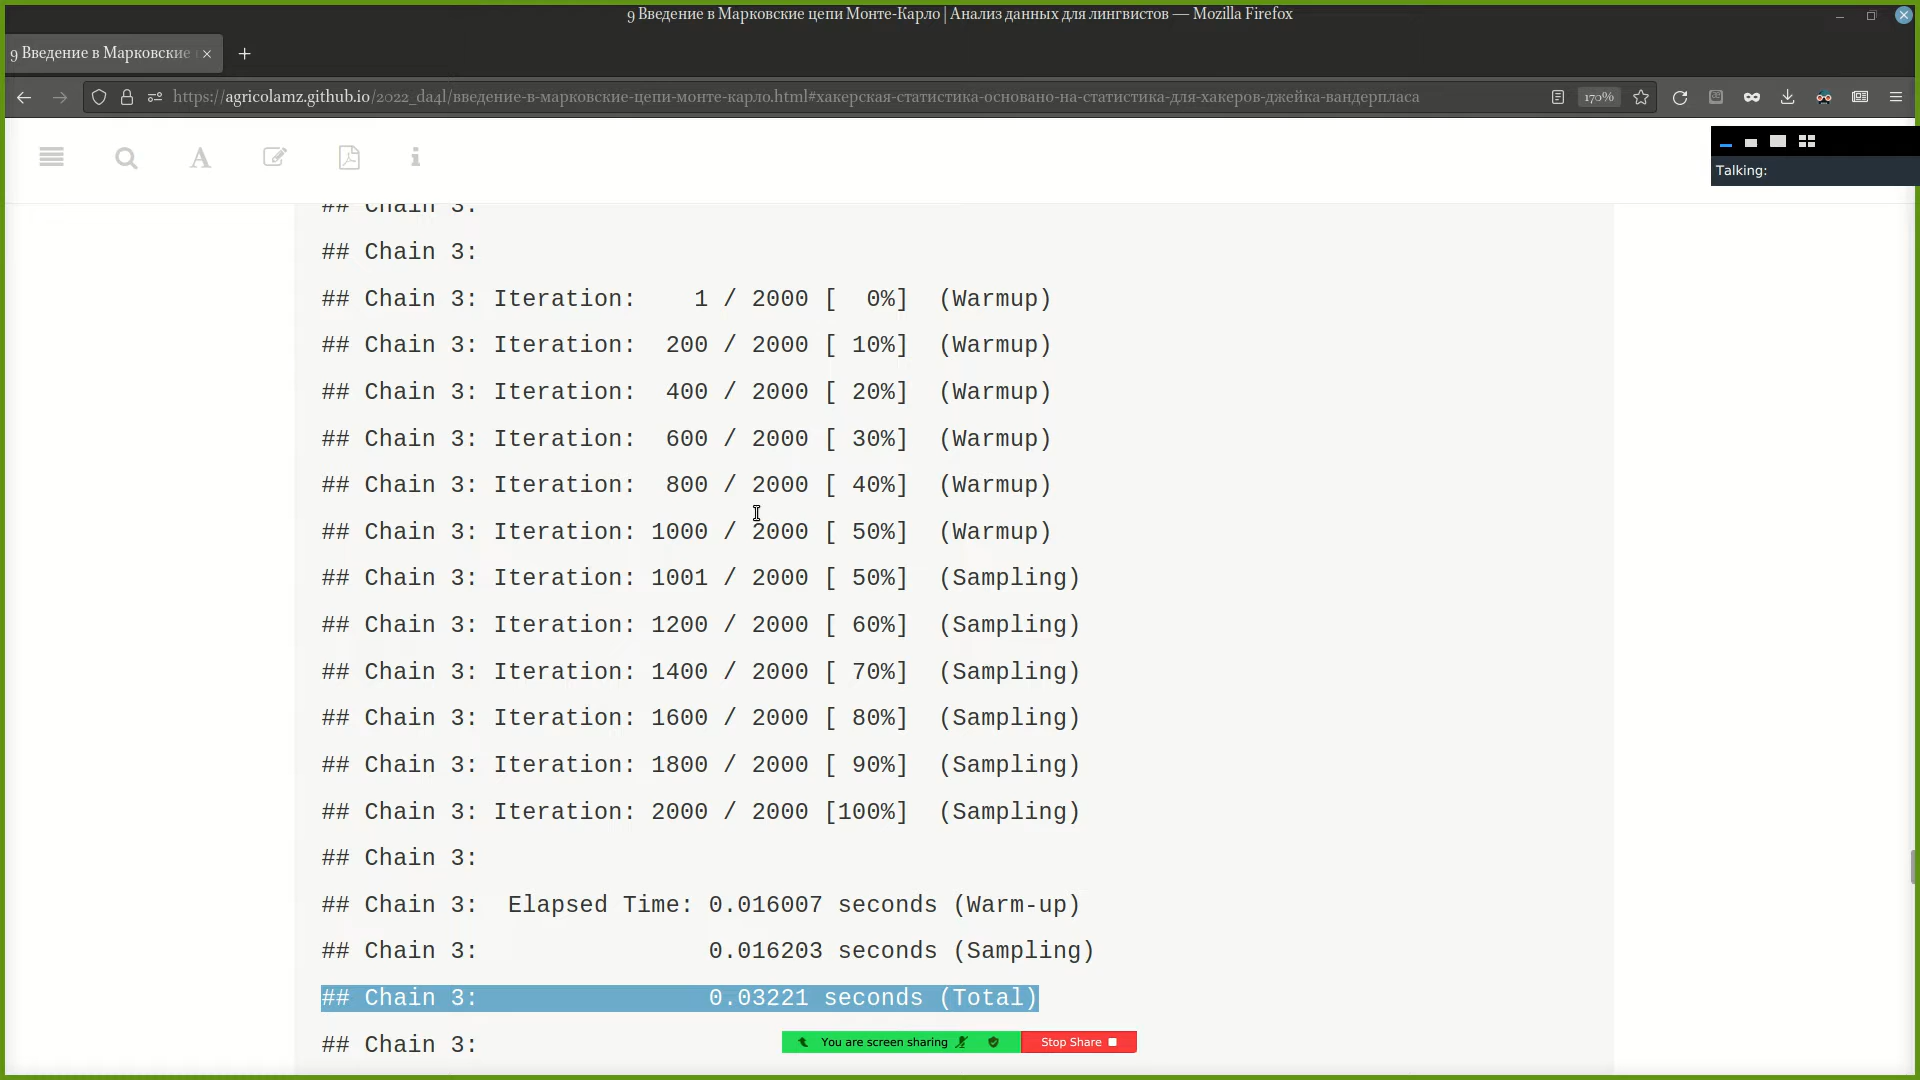 9 Введение в Марковские цепи Монте-Карло | Анализ данных для лингвистов — Mozilla Firefox
9 Введение в Марковские
https://agricolamz.github.io/2022_da4l/введение-в-марковские-цепи-монте-карло.html#хакерская-статистика-основано-на-статистика-для-хакеров-джейка-вандерпласа
170%
Talking:
## Chain 3:
## Chain 3:
## Chain 3: Iteration:    1 / 2000 [  0%]  (Warmup)
## Chain 3: Iteration:  200 / 2000 [ 10%]  (Warmup)
## Chain 3: Iteration:  400 / 2000 [ 20%]  (Warmup)
## Chain 3: Iteration:  600 / 2000 [ 30%]  (Warmup)
## Chain 3: Iteration:  800 / 2000 [ 40%]  (Warmup)
## Chain 3: Iteration: 1000 / 2000 [ 50%]  (Warmup)
## Chain 3: Iteration: 1001 / 2000 [ 50%]  (Sampling)
## Chain 3: Iteration: 1200 / 2000 [ 60%]  (Sampling)
## Chain 3: Iteration: 1400 / 2000 [ 70%]  (Sampling)
## Chain 3: Iteration: 1600 / 2000 [ 80%]  (Sampling)
## Chain 3: Iteration: 1800 / 2000 [ 90%]  (Sampling)
## Chain 3: Iteration: 2000 / 2000 [100%]  (Sampling)
## Chain 3:
## Chain 3:  Elapsed Time: 0.016007 seconds (Warm-up)
## Chain 3:                0.016203 seconds (Sampling)
## Chain 3:                0.03221 seconds (Total)
## Chain 3:
You are screen sharing
Stop Share